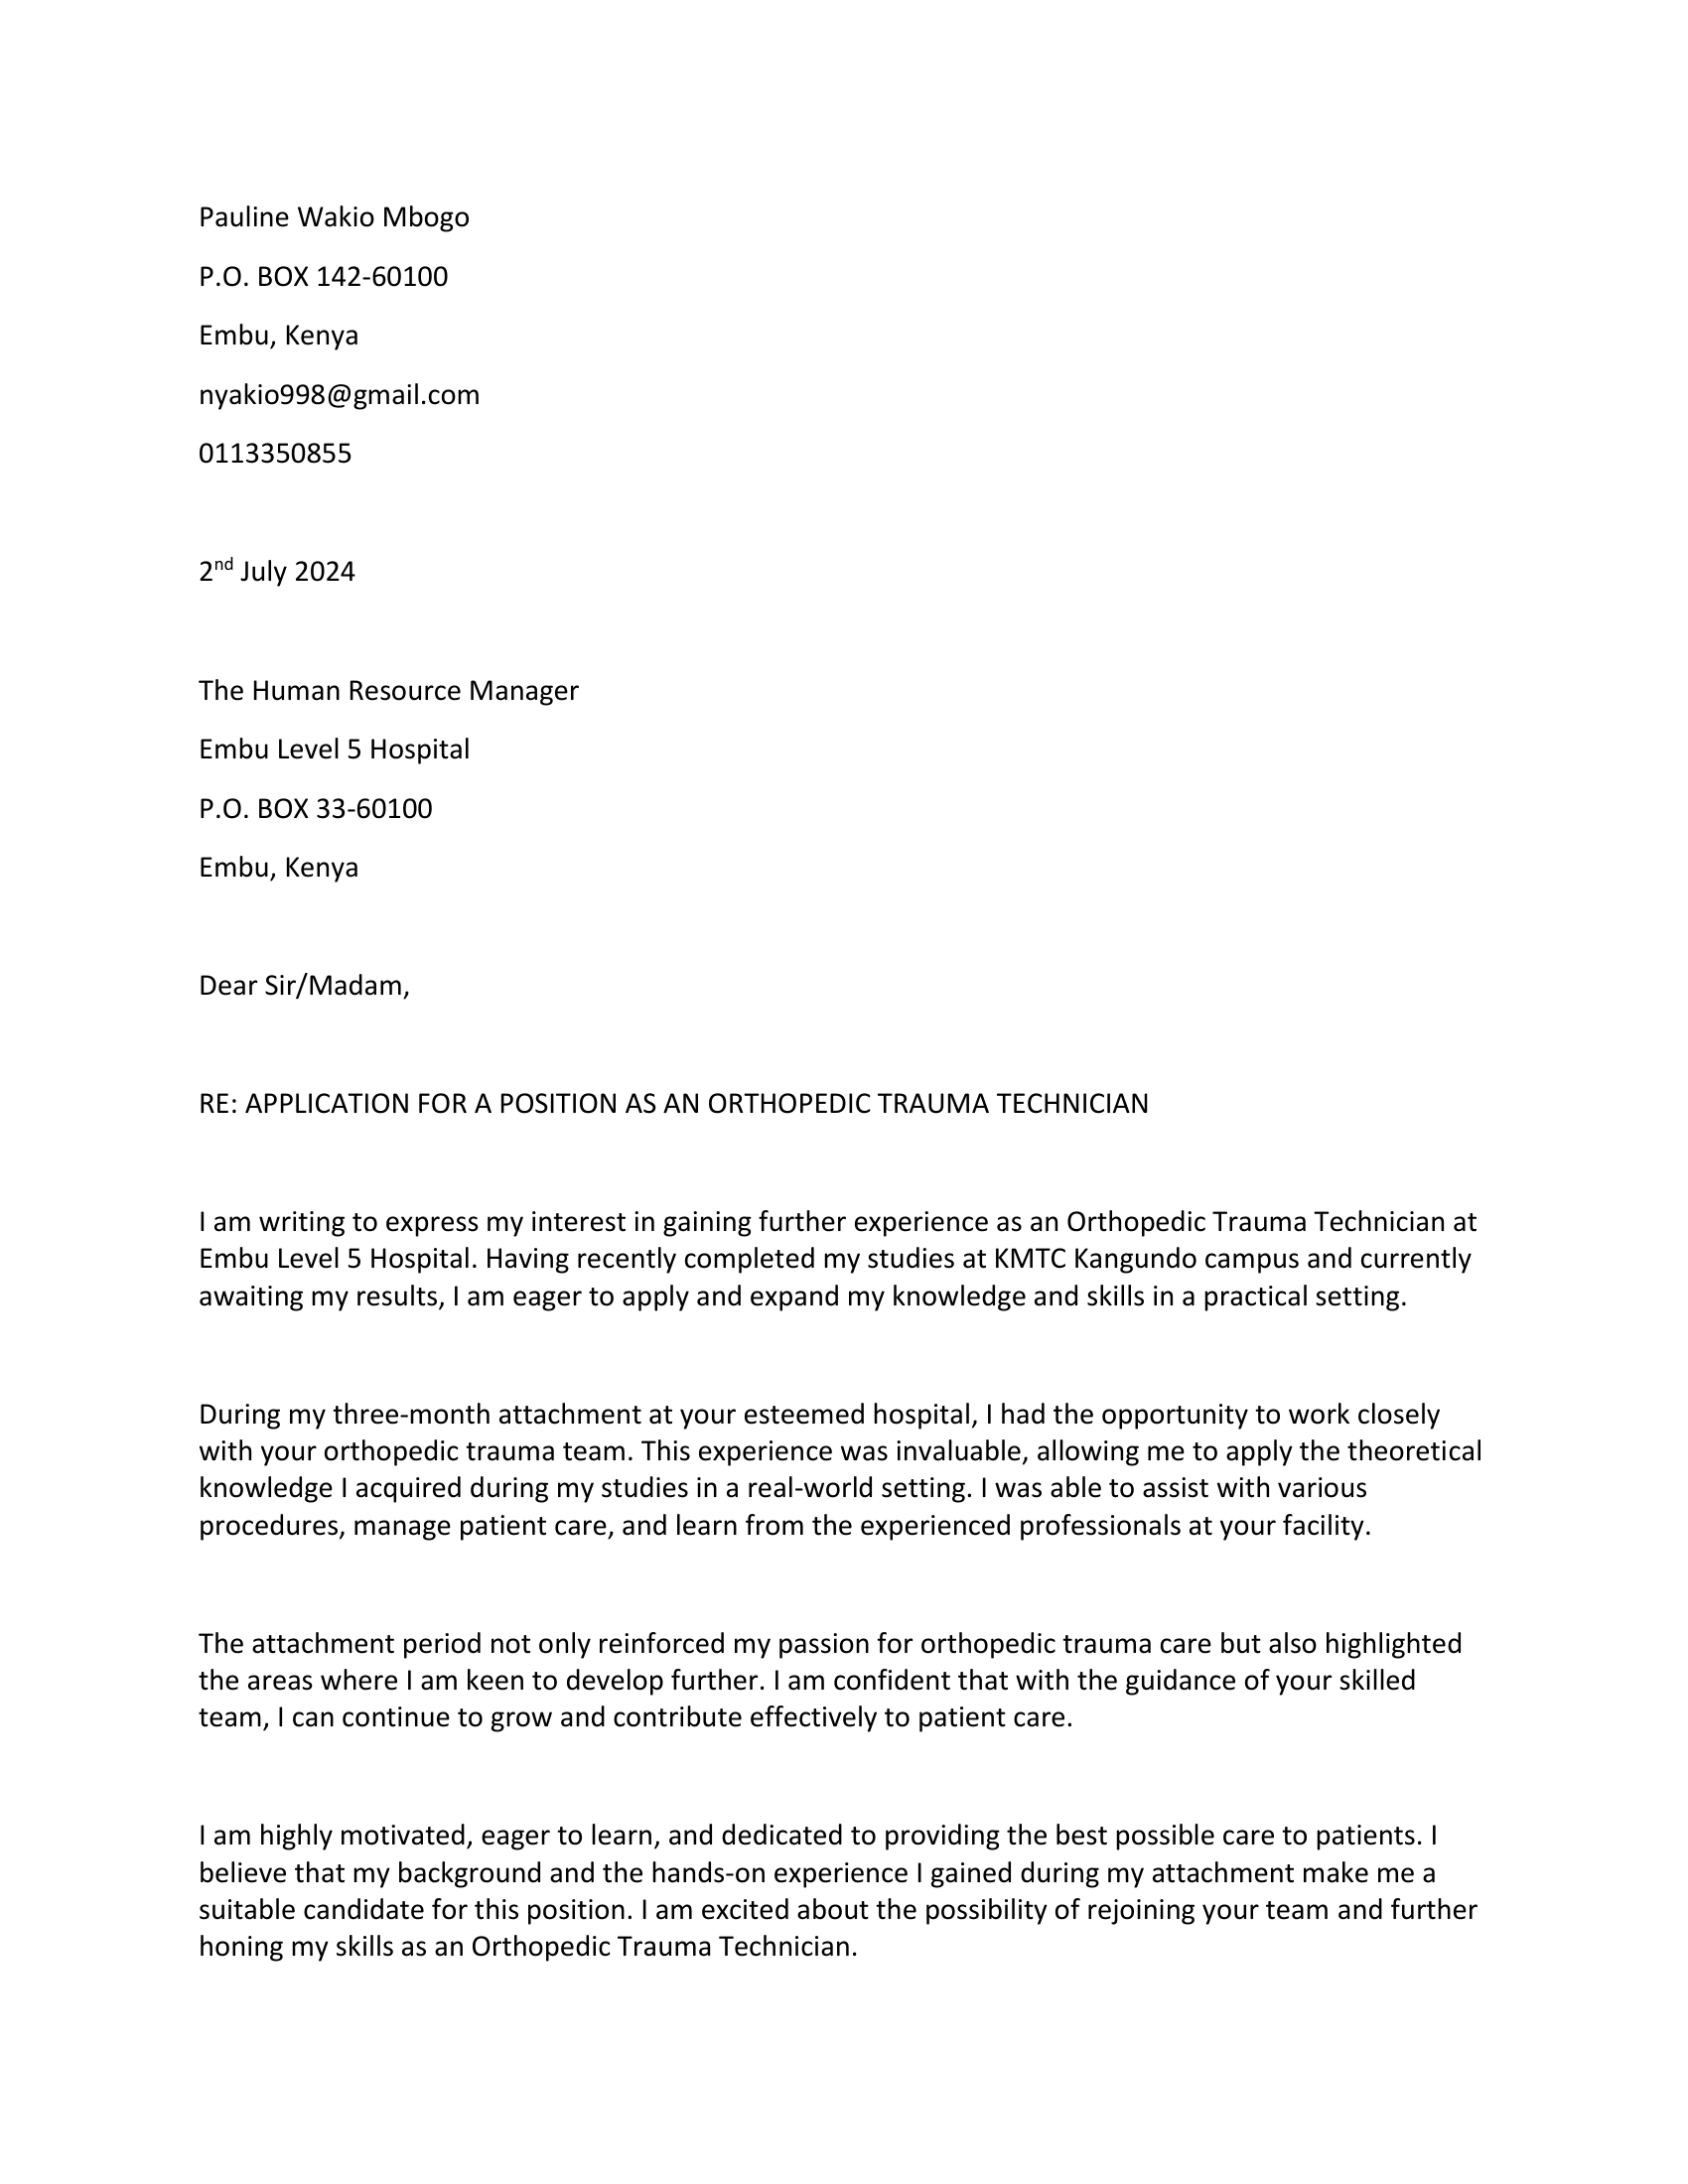 Pauline Wakio Mbogo
P.O. BOX 142-60100
Embu, Kenya
nyakio998@gmail.com
0113350855
2nd July 2024
The Human Resource Manager
Embu Level 5 Hospital
P.O. BOX 33-60100
Embu, Kenya
Dear Sir/Madam,
RE: APPLICATION FOR A POSITION AS AN ORTHOPEDIC TRAUMA TECHNICIAN
I am writing to express my interest in gaining further experience as an Orthopedic Trauma Technician at
Embu Level 5 Hospital. Having recently completed my studies at KMTC Kangundo campus and currently
awaiting my results, I am eager to apply and expand my knowledge and skills in a practical setting.
During my three-month attachment at your esteemed hospital, I had the opportunity to work closely
with your orthopedic trauma team. This experience was invaluable, allowing me to apply the theoretical
knowledge I acquired during my studies in a real-world setting. I was able to assist with various
procedures, manage patient care, and learn from the experienced professionals at your facility.
The attachment period not only reinforced my passion for orthopedic trauma care but also highlighted
the areas where I am keen to develop further. I am confident that with the guidance of your skilled
team, I can continue to grow and contribute effectively to patient care.
I am highly motivated, eager to learn, and dedicated to providing the best possible care to patients. I
believe that my background and the hands-on experience I gained during my attachment make me a
suitable candidate for this position. I am excited about the possibility of rejoining your team and further
honing my skills as an Orthopedic Trauma Technician.